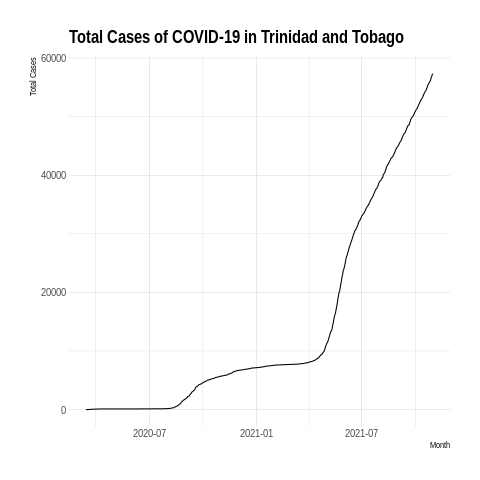 Total Cases of COVID-19 in Trinidad and Tobago
Total Cases
60000
40000
20000
0
2020-07 2021-01 2021-07
Month